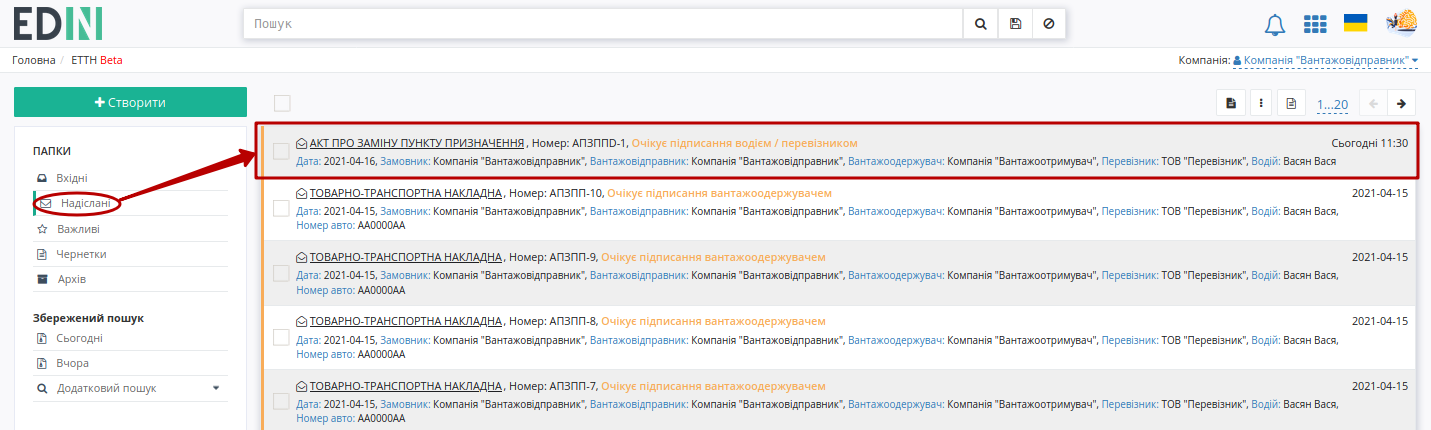 EDIN
Пошук
Головна / ЕТТН Beta
Компанія: Компанія "Вантажовідправник"
Створити
1...20
ПАПКИ
Вхідні
Надіслані
Важливі
Чернетки
Архів
Збережений пошук
Сьогодні
Вчора
Додатковий пошук
АКТ ПРО ЗАМІНУ ПУНКТУ ПРИЗНАЧЕННЯ , Номер: АПЗППD-1, Очікує підписання водієм / перевізником Сьогодні 11:30
Дата: 2021-04-16, Замовник: Компанія "Вантажовідправник", Вантажовідправник: Компанія "Вантажовідправник", Вантажоодержувач: Компанія "Вантажоотримувач", Перевізник: ТОВ "Перевізник", Водій: Васян Вася
ТОВАРНО-ТРАНСПОРТНА НАКЛАДНА , Номер: АПЗПП-10, Очікує підписання вантажоодержувачем 2021-04-15
Дата: 2021-04-15, Замовник: Компанія "Вантажовідправник", Вантажовідправник: Компанія "Вантажовідправник", Вантажоодержувач: Компанія "Вантажоотримувач", Перевізник: ТОВ "Перевізник", Водій: Васян Вася,
Номер авто: АА0000АА
ТОВАРНО-ТРАНСПОРТНА НАКЛАДНА , Номер: АПЗПП-9, Очікує підписання вантажоодержувачем 2021-04-15
Дата: 2021-04-15, Замовник: Компанія "Вантажовідправник", Вантажовідправник: Компанія "Вантажовідправник", Вантажоодержувач: Компанія "Вантажоотримувач", Перевізник: ТОВ "Перевізник", Водій: Васян Вася,
Номер авто: АА0000АА
ТОВАРНО-ТРАНСПОРТНА НАКЛАДНА , Номер: АПЗПП-8, Очікує підписання вантажоодержувачем 2021-04-15
Дата: 2021-04-15, Замовник: Компанія "Вантажовідправник", Вантажовідправник: Компанія "Вантажовідправник", Вантажоодержувач: Компанія "Вантажоотримувач", Перевізник: ТОВ "Перевізник", Водій: Васян Вася,
Номер авто: АА0000АА
ТОВАРНО-ТРАНСПОРТНА НАКЛАДНА , Номер: АПЗПП-7, Очікує підписання вантажоодержувачем 2021-04-15
Дата: 2021-04-15, Замовник: Компанія "Вантажовідправник", Вантажовідправник: Компанія "Вантажовідправник", Вантажоодержувач: Компанія "Вантажоотримувач", Перевізник: ТОВ "Перевізник", Водій: Васян Вася,
Номер авто: АА0000АА